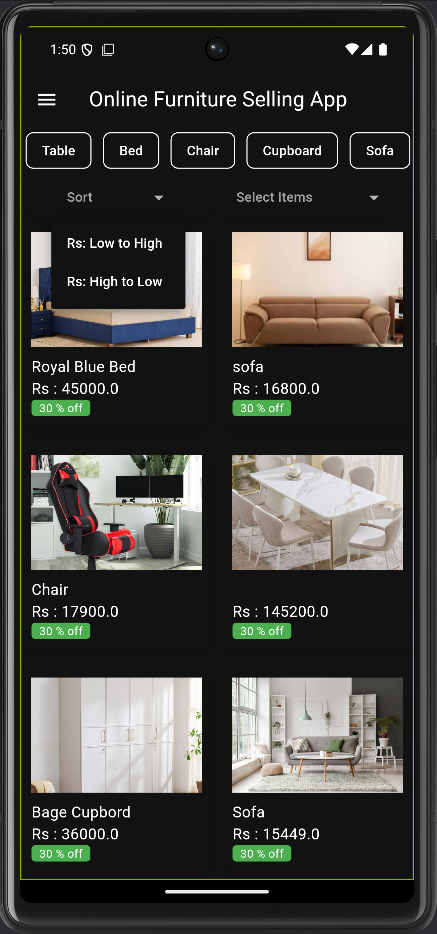 1:50
Online Furniture Selling App
Table Bed Chair Cupboard Sofa
Sort Select Items
Rs: Low to High
Rs: High to Low
Royal Blue Bed sofa
Rs : 45000.0 Rs : 16800.0
30 % off 30 % off
Chair
Rs : 17900.0 Rs : 145200.0
30 % off 30 % off
Bage Cupbord Sofa
Rs : 36000.0 Rs : 15449.0
30 % off 30 % off